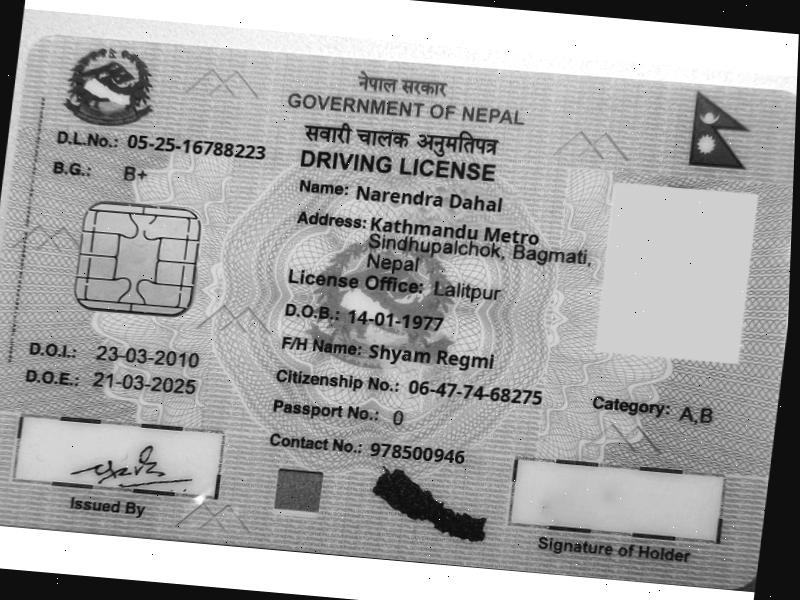 नेपाल सरकार
GOVERNMENT OF NEPAL
सवारी चालक अनुमतिपत्र
DRIVING LICENSE
D.L.No.: 05-25-16788223
B.G.: B+
Name: Narendra Dahal
Address: Kathmandu Metro
Sindhupalchok, Bagmati,
Nepal
License Office: Lalitpur
D.O.B.: 14-01-1977
F/H Name: Shyam Regmi
D.O.I.: 23-03-2010
D.O.E.: 21-03-2025
Citizenship No.: 06-47-74-68275
Category: A,B
Passport No.: 0
Contact No.: 978500946
Issued By
Signature of Holder